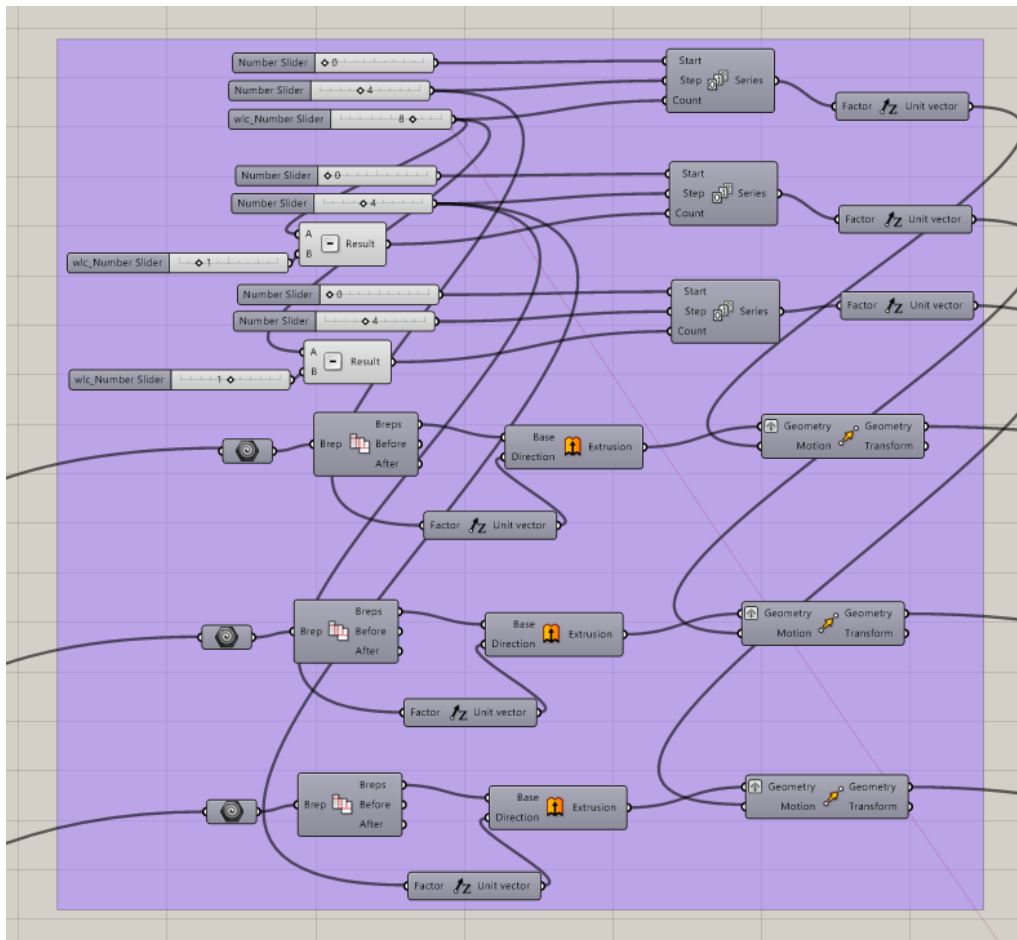 Number Slider 0
Number Slider 4
wlc_Number Slider 8
Start
Step Series
Count
Factor Z Unit vector
Number Slider 0
Number Slider 4
Start
Step Series
Count
Factor Z Unit vector
A
− Result
B
wlc_Number Slider 1
Number Slider 0
Number Slider 4
Start
Step Series
Count
Factor Z Unit vector
A
− Result
B
wlc_Number Slider 1
Breps
Brep Before
After
Base
Extrusion
Direction
Geometry Geometry
Motion Transform
Factor Z Unit vector
Breps
Brep Before
After
Base
Extrusion
Direction
Geometry Geometry
Motion Transform
Factor Z Unit vector
Breps
Brep Before
After
Base
Extrusion
Direction
Geometry Geometry
Motion Transform
Factor Z Unit vector